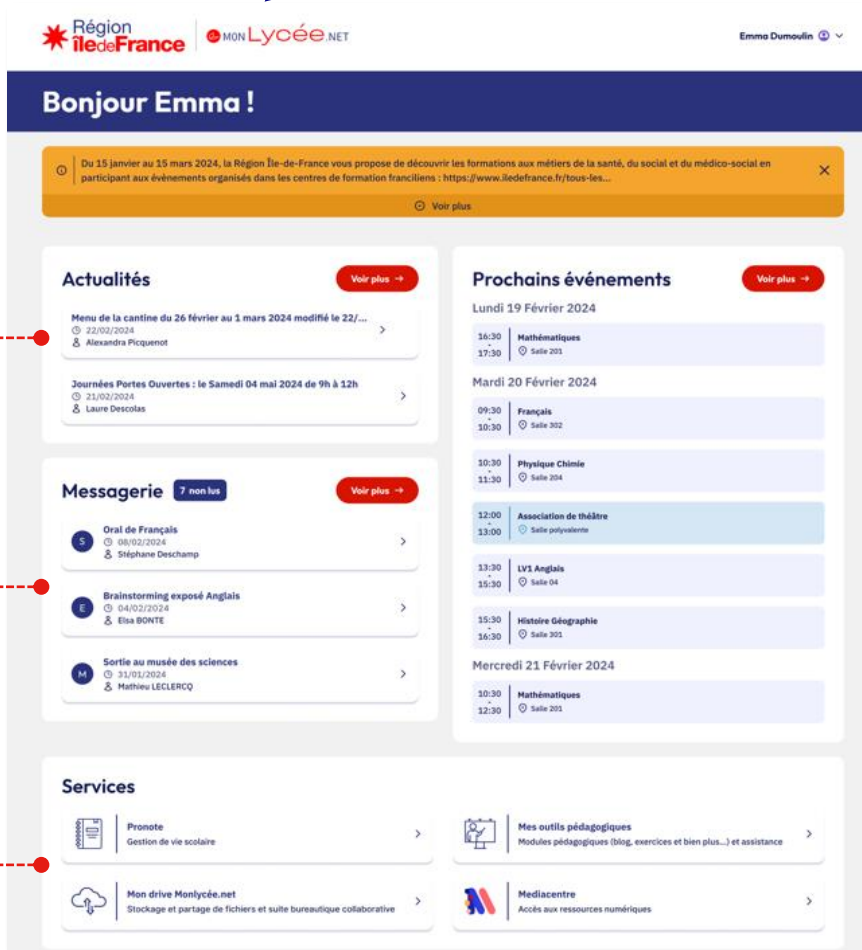 Région
îledeFrance
MON LYCée.NET
Emma Dumoulin
Bonjour Emma !
Du 15 janvier au 15 mars 2024, la Région Île-de-France vous propose de découvrir les formations aux métiers de la santé, du social et du médico-social en
participant aux évènements organisés dans les centres de formation franciliens : https://www.iledefrance.fr/tous-les...
Voir plus
Actualités
Voir plus →
Menu de la cantine du 26 février au 1 mars 2024 modifié le 22/...
22/02/2024
Alexandra Picquenot
Journées Portes Ouvertes : le Samedi 04 mai 2024 de 9h à 12h
21/02/2024
Laure Descolas
Messagerie
7 non lus
Voir plus →
S
Oral de Français
08/02/2024
Stéphane Deschamp
E
Brainstorming exposé Anglais
04/02/2024
Elsa BONTE
M
Sortie au musée des sciences
31/01/2024
Mathieu LECLERCQ
Prochains événements
Voir plus →
Lundi 19 Février 2024
16:30 - 17:30
Mathématiques
Salle 201
Mardi 20 Février 2024
09:30 - 10:30
Français
Salle 302
10:30 - 11:30
Physique Chimie
Salle 204
12:00 - 13:00
Association de théâtre
Salle polyvalente
13:30 - 15:30
LV1 Anglais
Salle 04
15:30 - 16:30
Histoire Géographie
Salle 301
Mercredi 21 Février 2024
10:30 - 12:30
Mathématiques
Salle 201
Services
Pronote
Gestion de vie scolaire
Mes outils pédagogiques
Modules pédagogiques (blog, exercices et bien plus...) et assistance
Mon drive Monlycée.net
Stockage et partage de fichiers et suite bureautique collaborative
Mediacentre
Accès aux ressources numériques